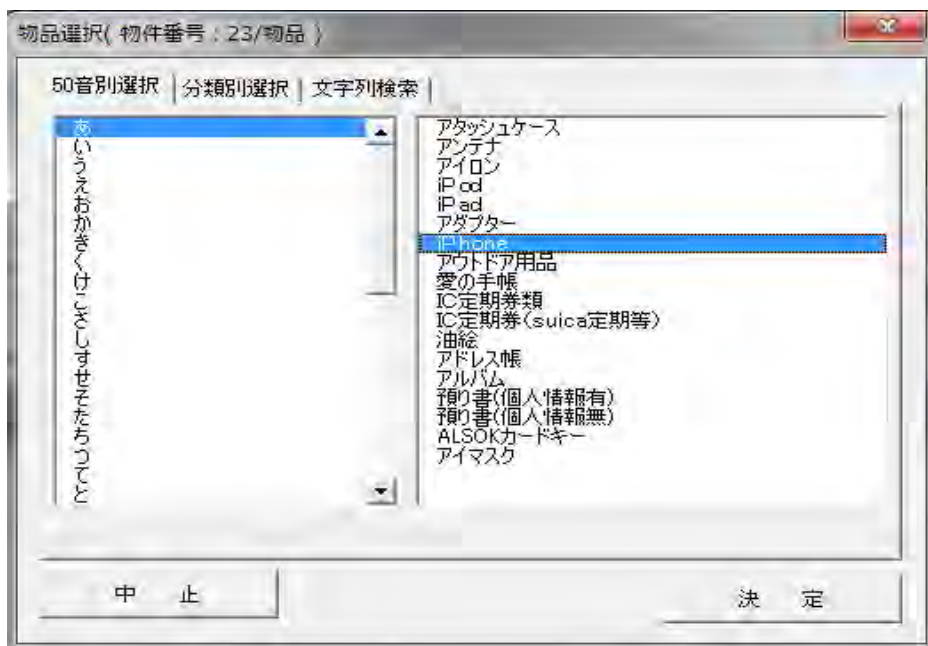 物品選択( 物件番号 : 23/物品 )
50音別選択 分類別選択 文字列検索
あ
い
う
え
お
か
き
く
け
こ
さ
し
す
せ
そ
た
ち
つ
て
と
アタッシュケース
アンテナ
アイロン
iPod
iPad
アダプター
iPhone
アウトドア用品
愛の手帳
IC定期券類
IC定期券(suica定期等)
油絵
アドレス帳
アルバム
預り書(個人情報有)
預り書(個人情報無)
ALSOKカードキー
アイマスク
中 止
決 定